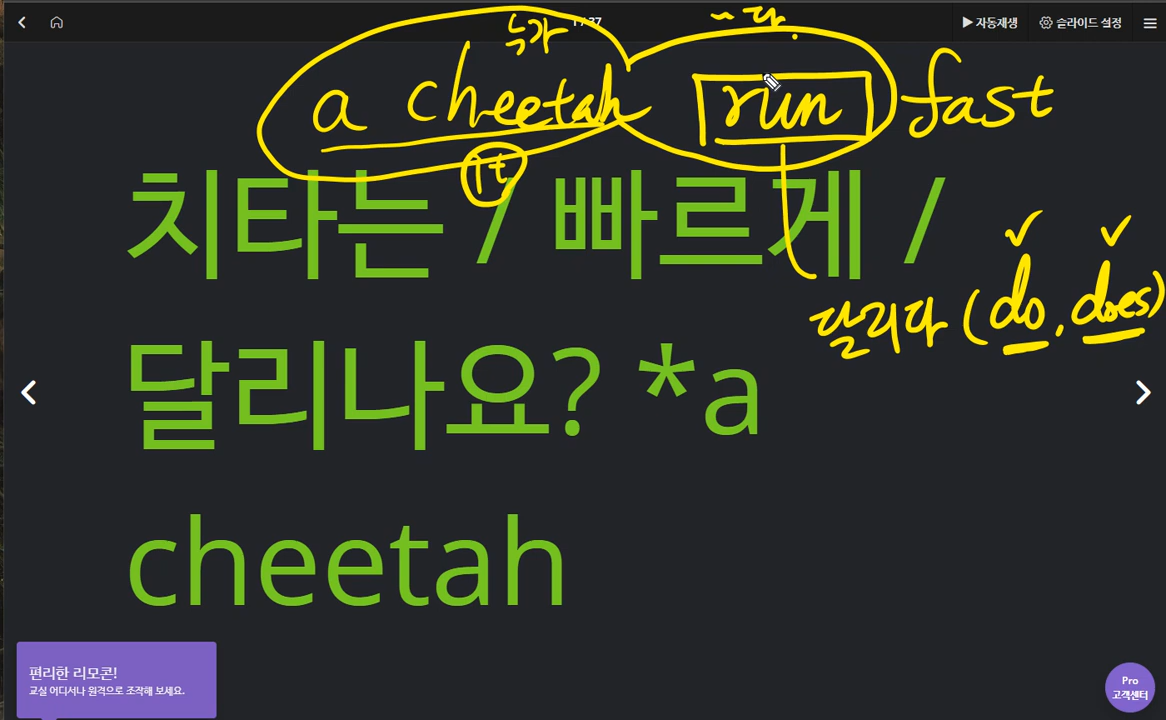 누가
~다.
1 / 37
▶ 자동재생
슬라이드 설정
a cheetah run fast
it
치타는 / 빠르게 /
달리다 (do, does)
달리나요? *a
cheetah
편리한 리모콘!
교실 어디서나 원격으로 조작해 보세요.
Pro
고객센터